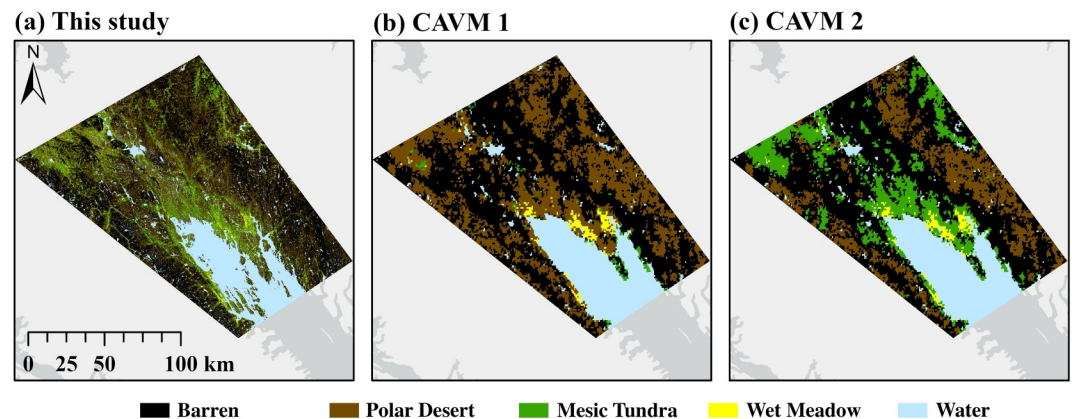 (a) This study
(b) CAVM 1
(c) CAVM 2
N
0 25 50 100 km
Barren
Polar Desert
Mesic Tundra
Wet Meadow
Water